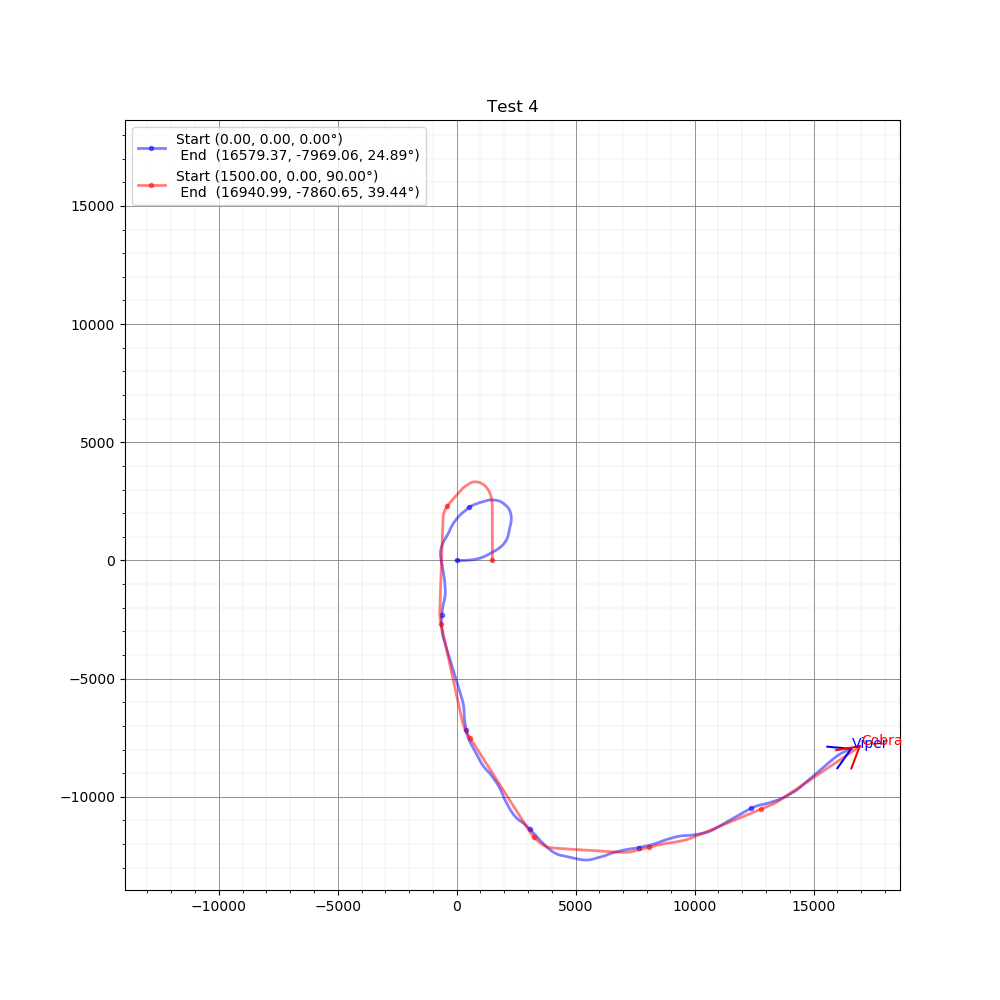 Test 4
Start (0.00, 0.00, 0.00°)
End  (16579.37, -7969.06, 24.89°)
Start (1500.00, 0.00, 90.00°)
End  (16940.99, -7860.65, 39.44°)
15000
10000
5000
0
−5000
−10000
Viper
Cobra
−10000 −5000 0 5000 10000 15000